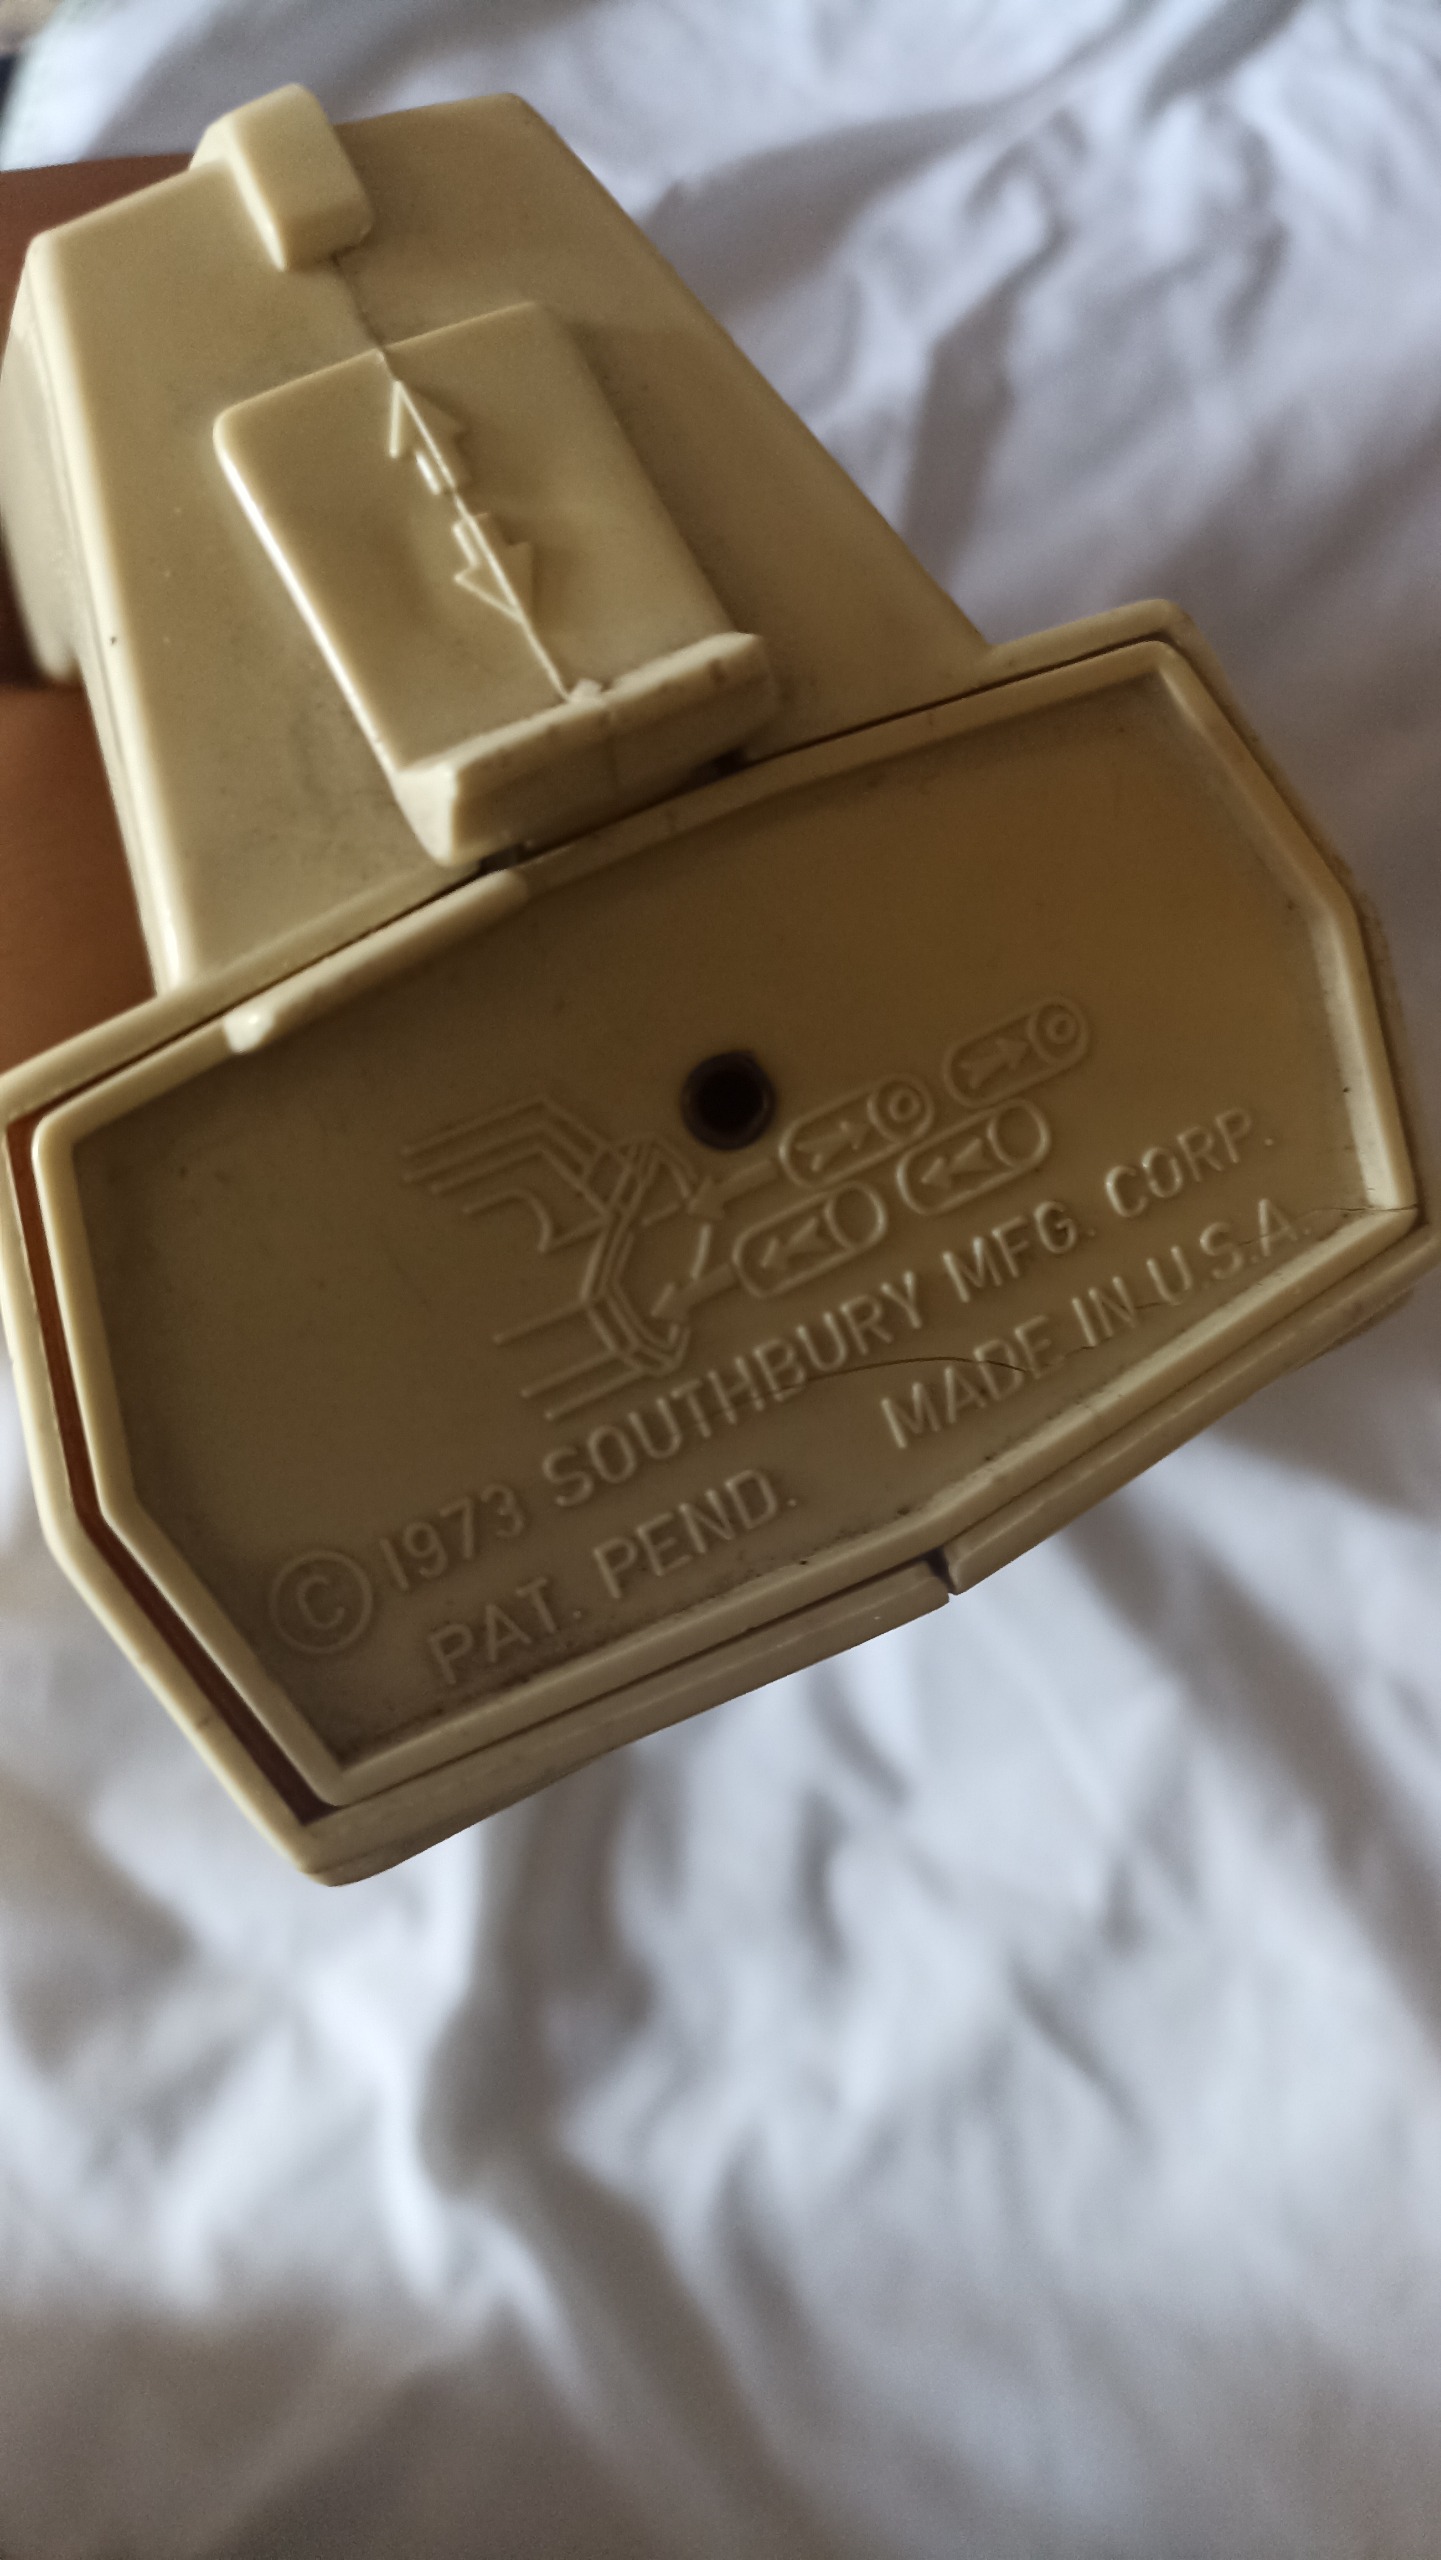 © 1973 SOUTHBURY MFG. CORP.
PAT. PEND. MADE IN U.S.A.